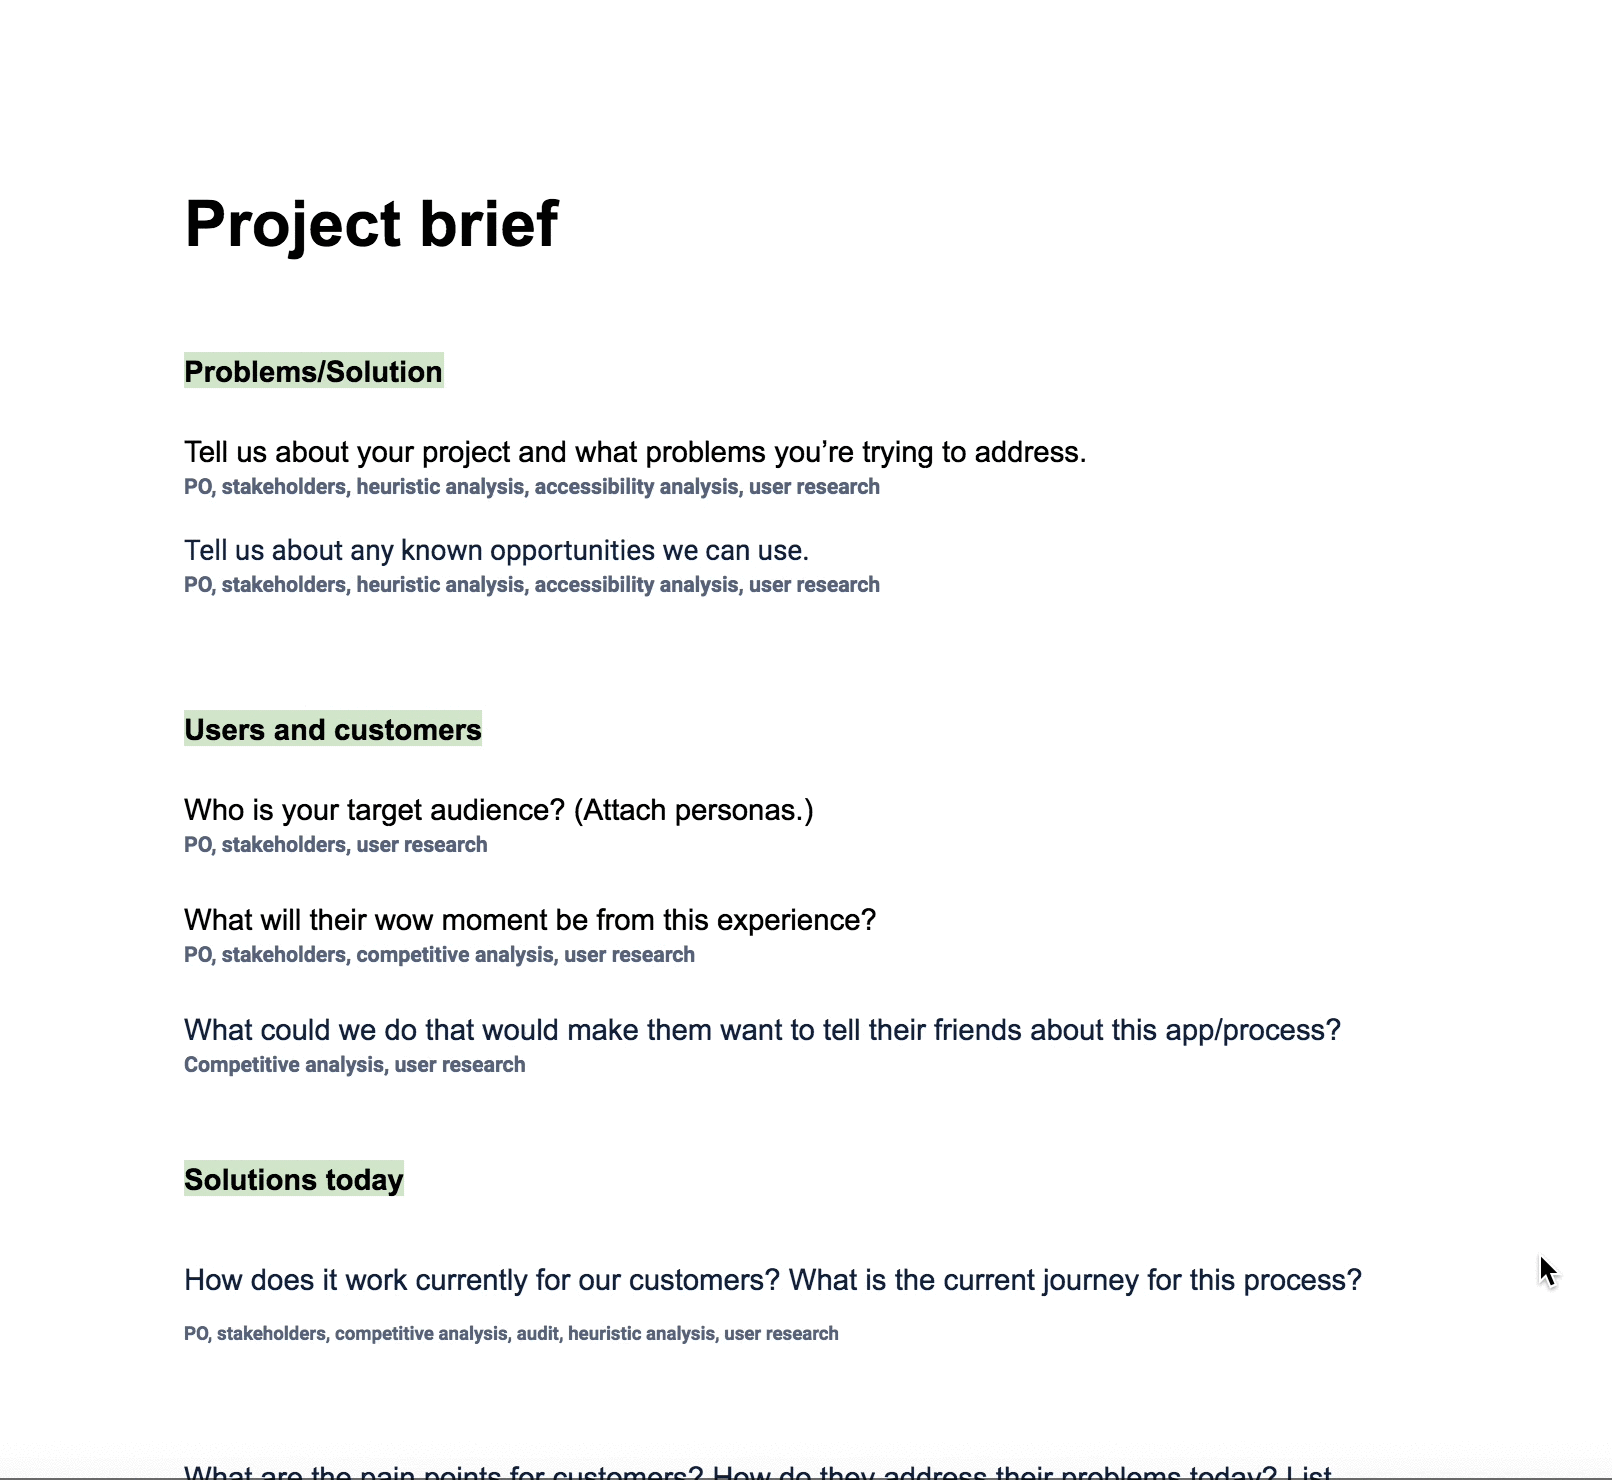 Project brief
Problems/Solution
Tell us about your project and what problems you’re trying to address.
PO, stakeholders, heuristic analysis, accessibility analysis, user research
Tell us about any known opportunities we can use.
PO, stakeholders, heuristic analysis, accessibility analysis, user research
Users and customers
Who is your target audience? (Attach personas.)
PO, stakeholders, user research
What will their wow moment be from this experience?
PO, stakeholders, competitive analysis, user research
What could we do that would make them want to tell their friends about this app/process?
Competitive analysis, user research
Solutions today
How does it work currently for our customers? What is the current journey for this process?
PO, stakeholders, competitive analysis, audit, heuristic analysis, user research
What are the pain points for customers? How do they address their problems today? List